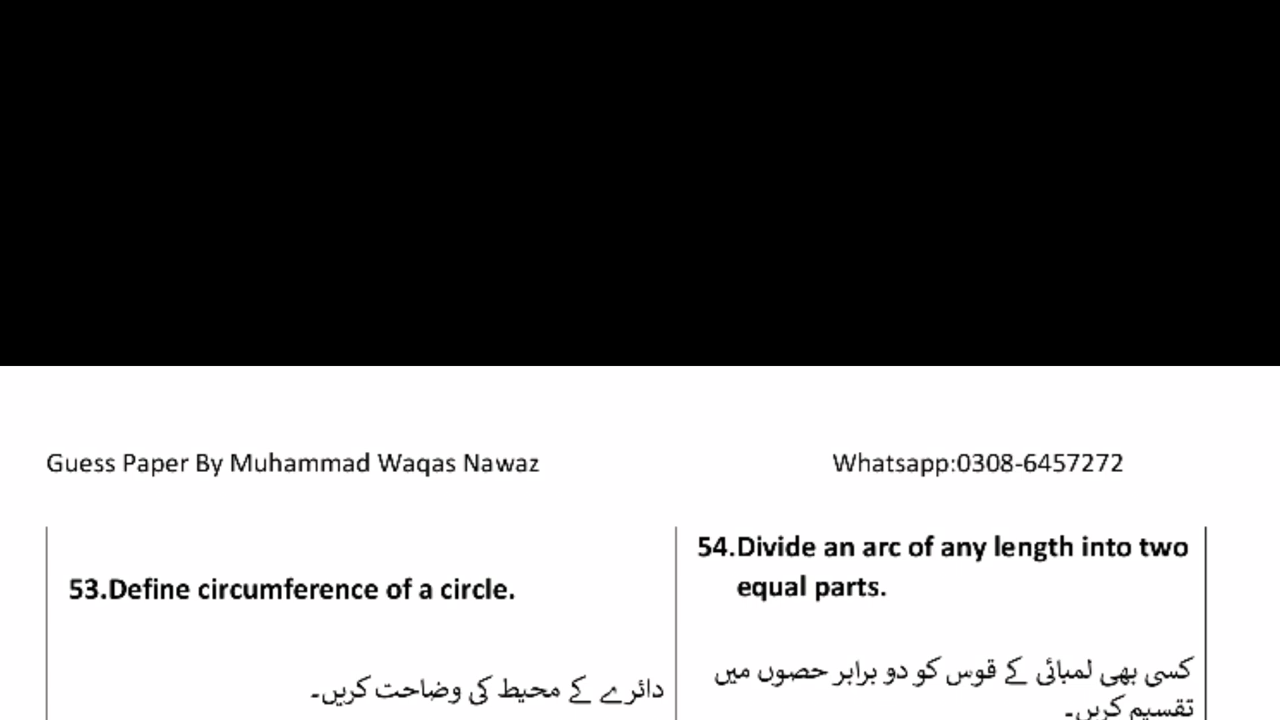 Guess Paper By Muhammad Waqas Nawaz
Whatsapp:0308-6457272
53.Define circumference of a circle.
دائرے کے محیط کی وضاحت کریں۔
54.Divide an arc of any length into two
equal parts.
کسی بھی لمبائی کے قوس کو دو برابر حصوں میں
تقسیم کریں۔